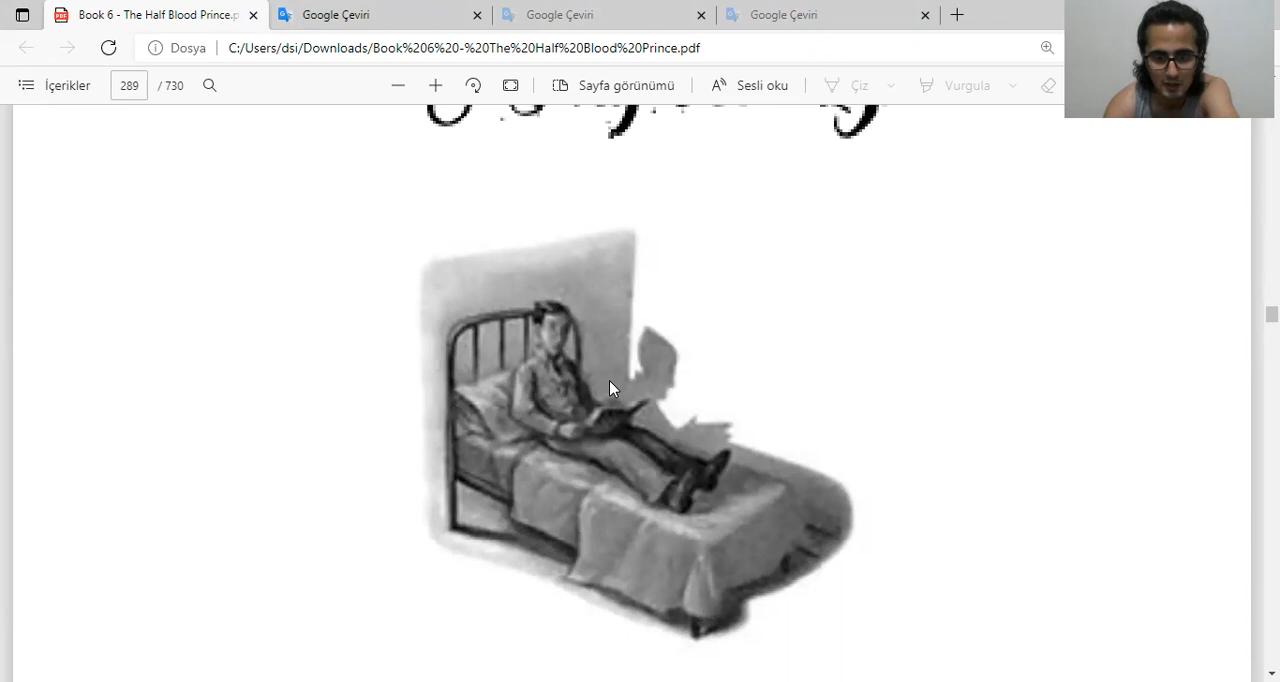 Book 6 - The Half Blood Prince.p
Google Çeviri
Google Çeviri
Google Çeviri
Dosya
C:/Users/dsi/Downloads/Book%206%20-%20The%20Half%20Blood%20Prince.pdf
İçerikler
289
/ 730
Sayfa görünümü
Sesli oku
Çiz
Vurgula